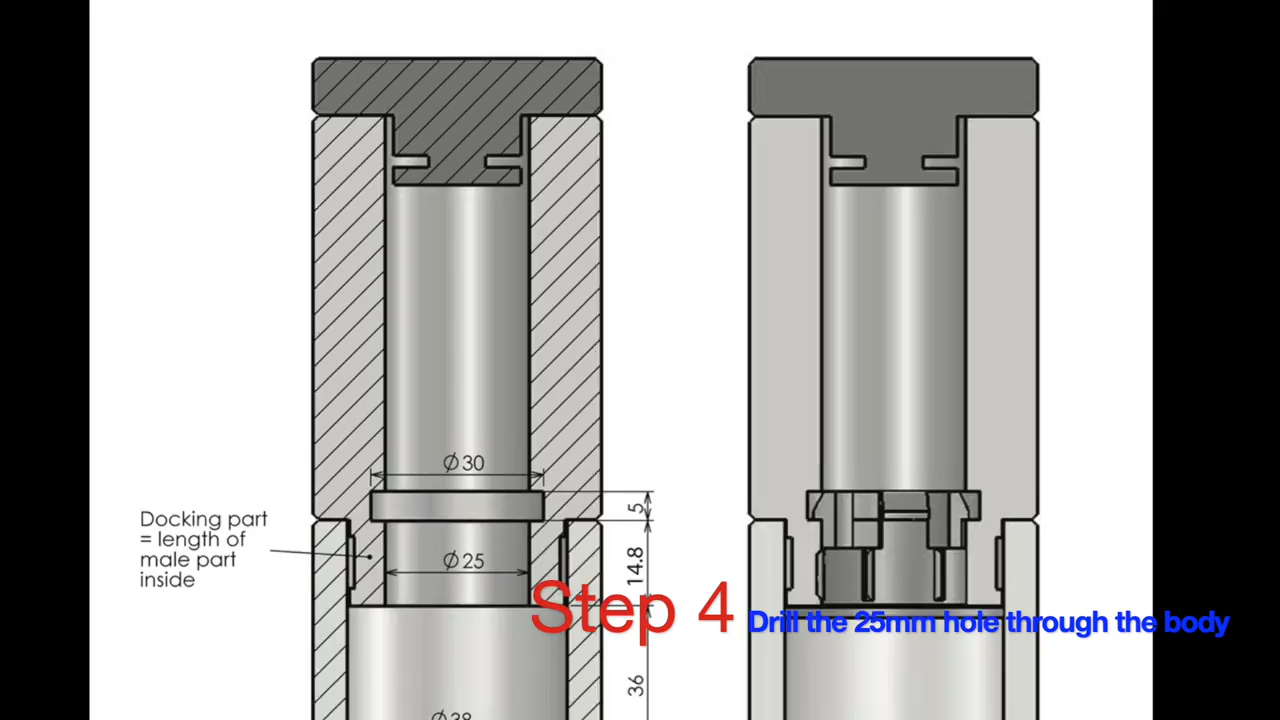 Ø30
5
Docking part
= length of
male part
inside
Ø25
14.8
Step 4 Drill the 25mm hole through the body
36
Ø38